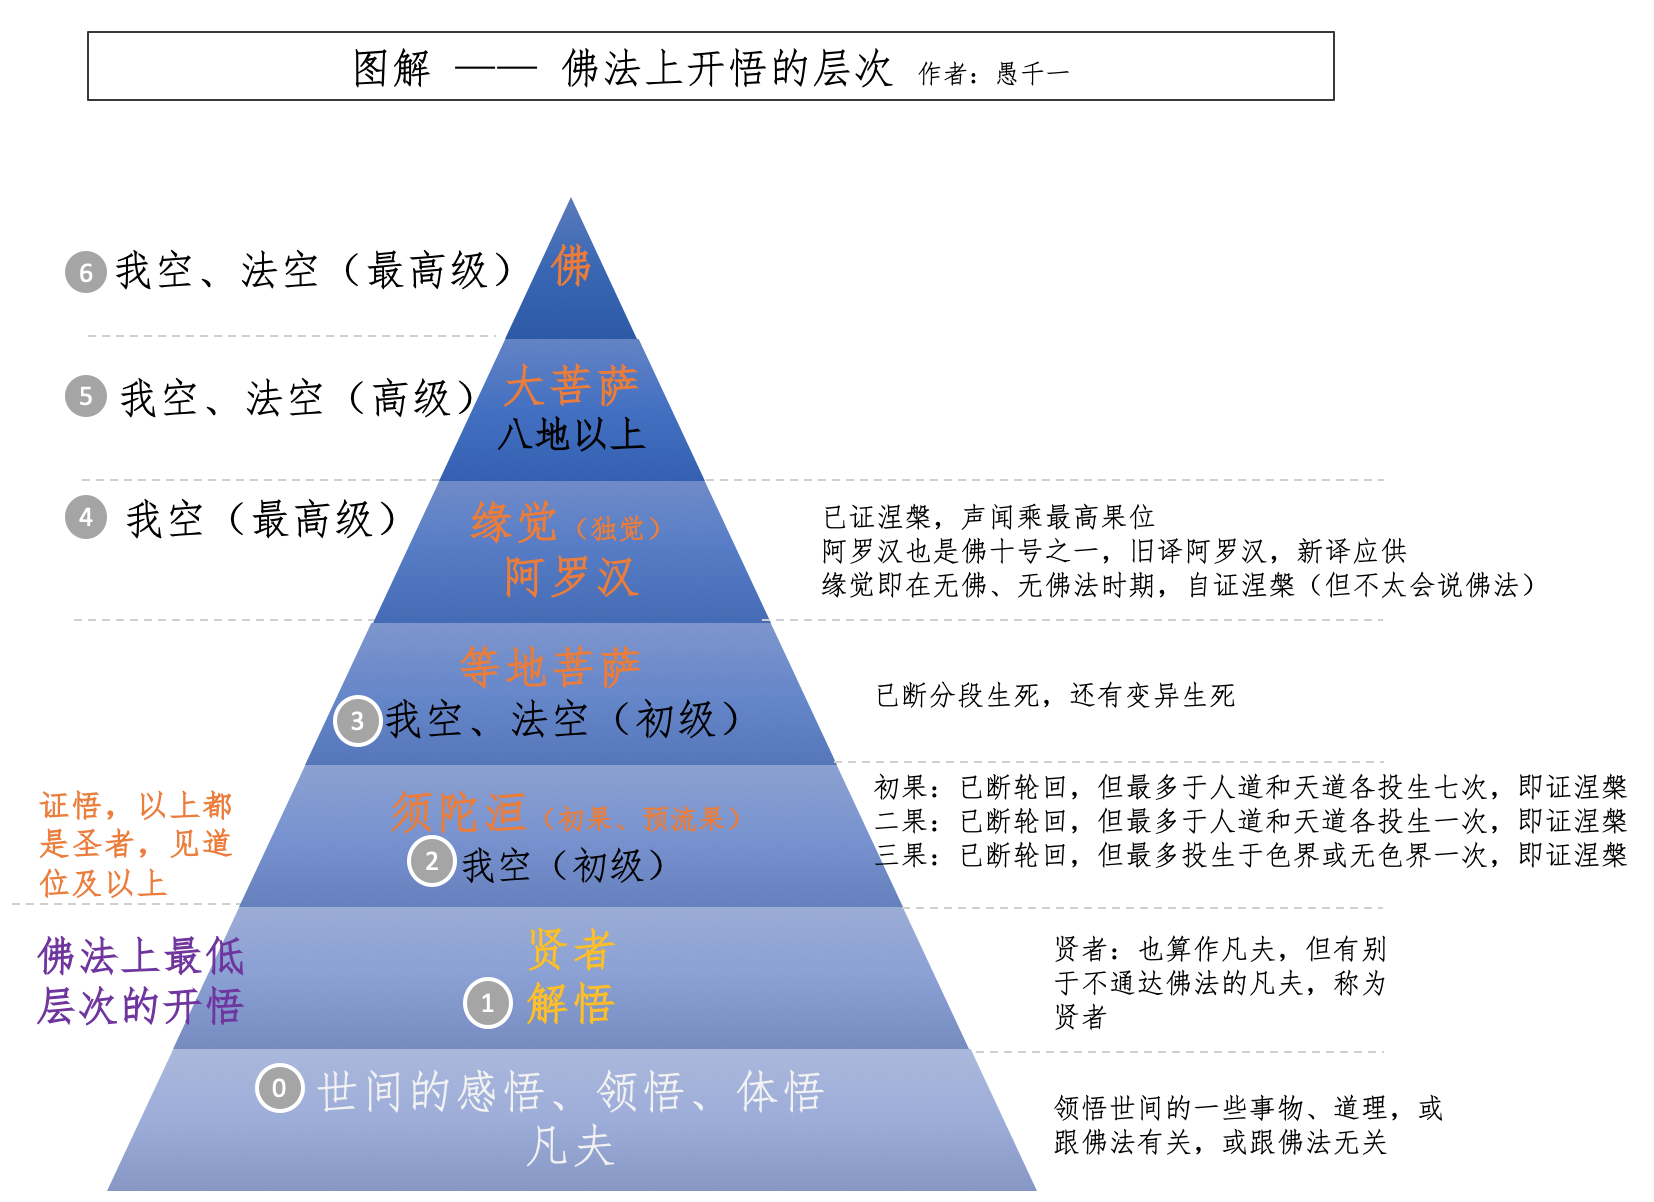 图解 —— 佛法上开悟的层次 作者：愚千一
6 我空、法空（最高级） 佛
5 我空、法空（高级） 大菩萨
八地以上
4 我空（最高级） 缘觉（独觉）
阿罗汉
已证涅槃，声闻乘最高果位
阿罗汉也是佛十号之一，旧译阿罗汉，新译应供
缘觉即在无佛、无佛法时期，自证涅槃（但不太会说佛法）
等地菩萨
3 我空、法空（初级）
已断分段生死，还有变异生死
证悟，以上都
是圣者，见道
位及以上
须陀洹（初果、预流果）
2 我空（初级）
初果：已断轮回，但最多于人道和天道各投生七次，即证涅槃
二果：已断轮回，但最多于人道和天道各投生一次，即证涅槃
三果：已断轮回，但最多投生于色界或无色界一次，即证涅槃
佛法上最低
层次的开悟
贤者
1 解悟
贤者：也算作凡夫，但有别
于不通达佛法的凡夫，称为
贤者
0 世间的感悟、领悟、体悟
凡夫
领悟世间的一些事物、道理，或
跟佛法有关，或跟佛法无关